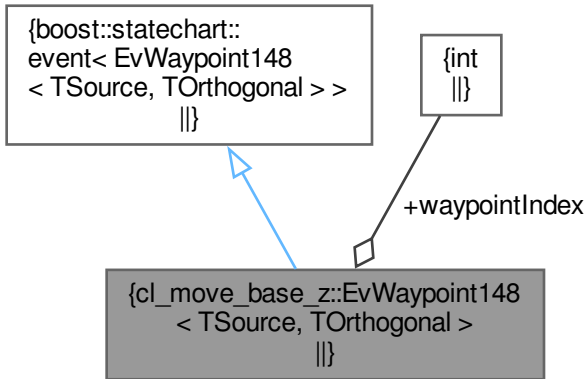 {boost::statechart::
event< EvWaypoint148
< TSource, TOrthogonal > >
||}
{int
||}
+waypointIndex
{cl_move_base_z::EvWaypoint148
< TSource, TOrthogonal >
||}